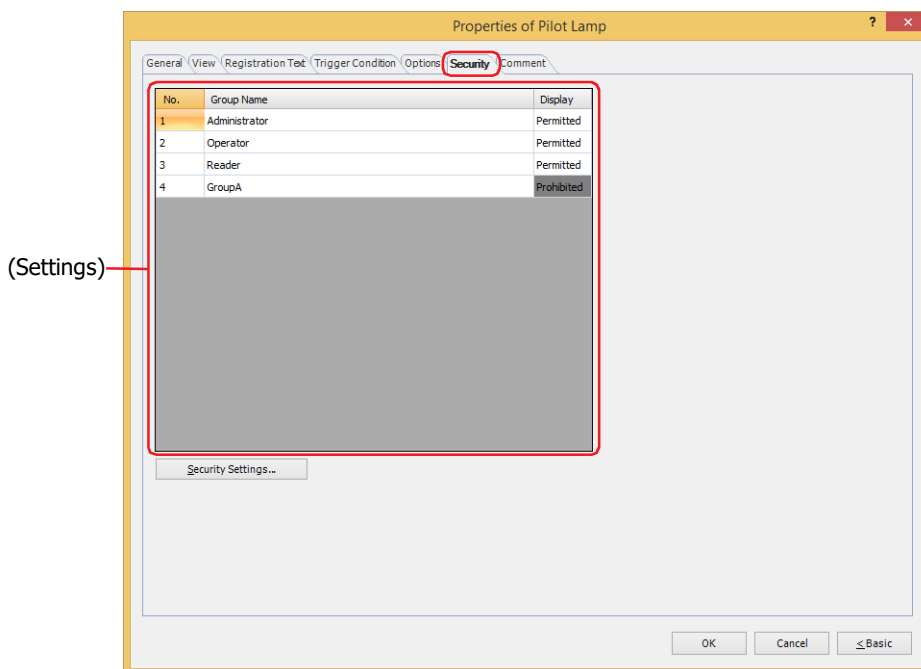 Properties of Pilot Lamp
? ×
General View Registration Text Trigger Condition Options Security Comment
No. Group Name Display
1 Administrator Permitted
2 Operator Permitted
3 Reader Permitted
4 GroupA Prohibited
(Settings)
Security Settings...
OK Cancel < Basic